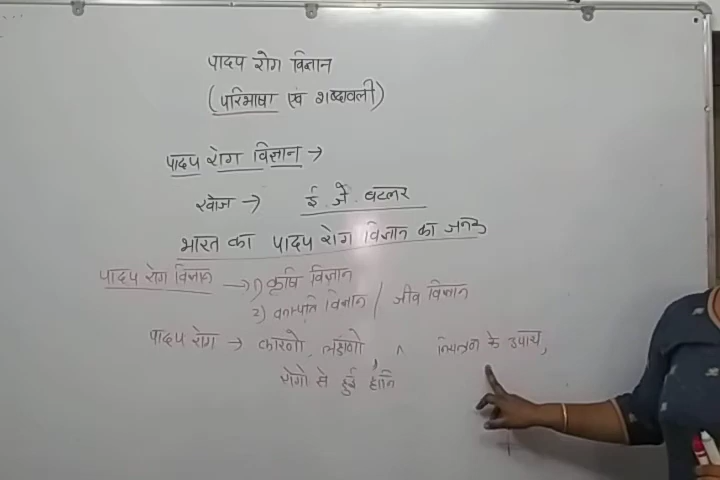 पादप रोग विज्ञान
(परिभाषा एवं शब्दावली)
पादप रोग विज्ञान →
खोज → ई. जे. बटलर
भारत का पादप रोग विज्ञान का जनक
पादप रोग विज्ञान → 1) कृषि विज्ञान
2) वनस्पति विज्ञान / जीव विज्ञान
पादप रोग → कारणो, लक्षणो, नियंत्रण के उपाय,
रोगो से हुई हानि